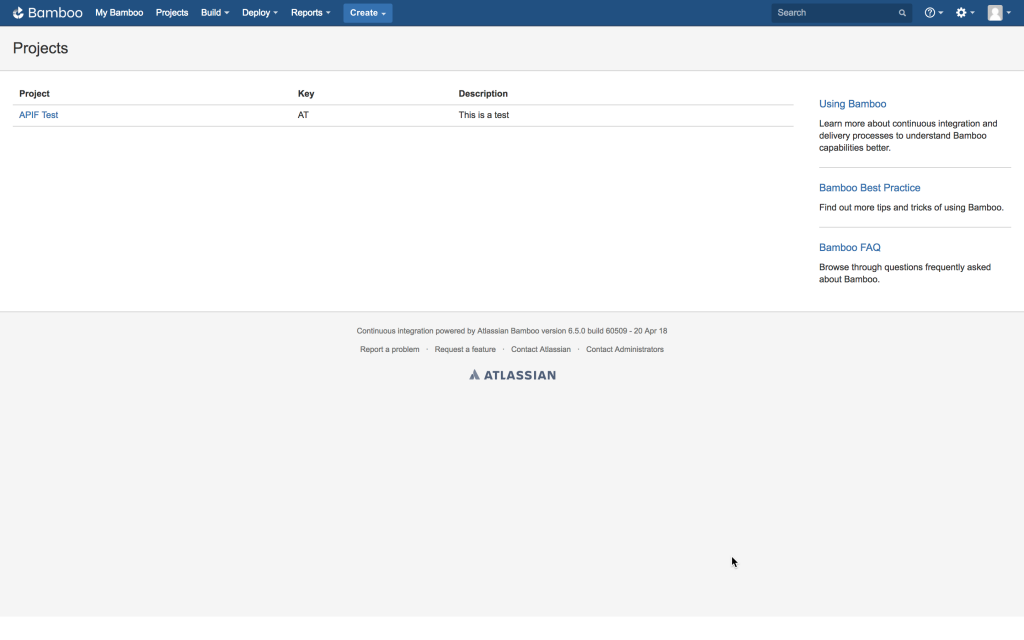 Bamboo My Bamboo Projects Build Deploy Reports Create Search
Projects
Project Key Description
APIF Test AT This is a test
Using Bamboo
Learn more about continuous integration and
delivery processes to understand Bamboo
capabilities better.
Bamboo Best Practice
Find out more tips and tricks of using Bamboo.
Bamboo FAQ
Browse through questions frequently asked
about Bamboo.
Continuous integration powered by Atlassian Bamboo version 6.5.0 build 60509 - 20 Apr 18
Report a problem · Request a feature · Contact Atlassian · Contact Administrators
ATLASSIAN